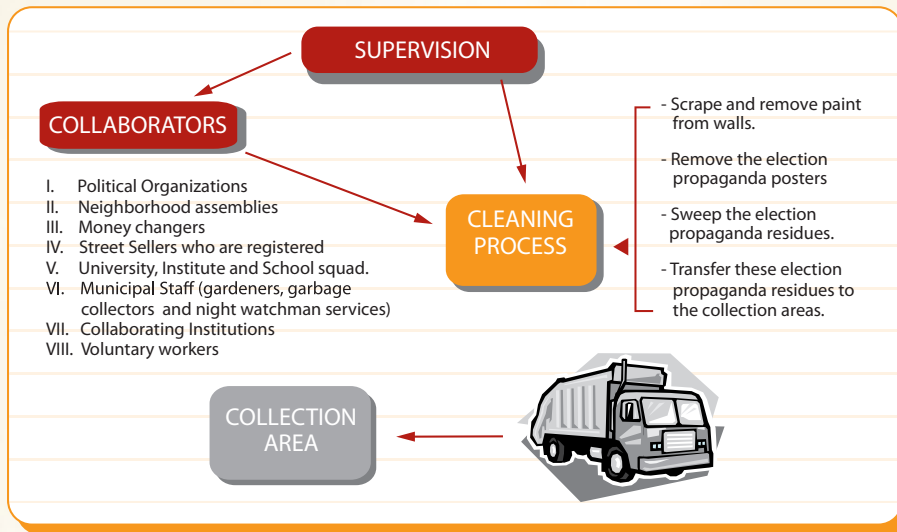 SUPERVISION
COLLABORATORS
I. Political Organizations
II. Neighborhood assemblies
III. Money changers
IV. Street Sellers who are registered
V. University, Institute and School squad.
VI. Municipal Staff (gardeners, garbage
collectors and night watchman services)
VII. Collaborating Institutions
VIII. Voluntary workers
CLEANING
PROCESS
- Scrape and remove paint
from walls.
- Remove the election
propaganda posters
- Sweep the election
propaganda residues.
- Transfer these election
propaganda residues to
the collection areas.
COLLECTION
AREA